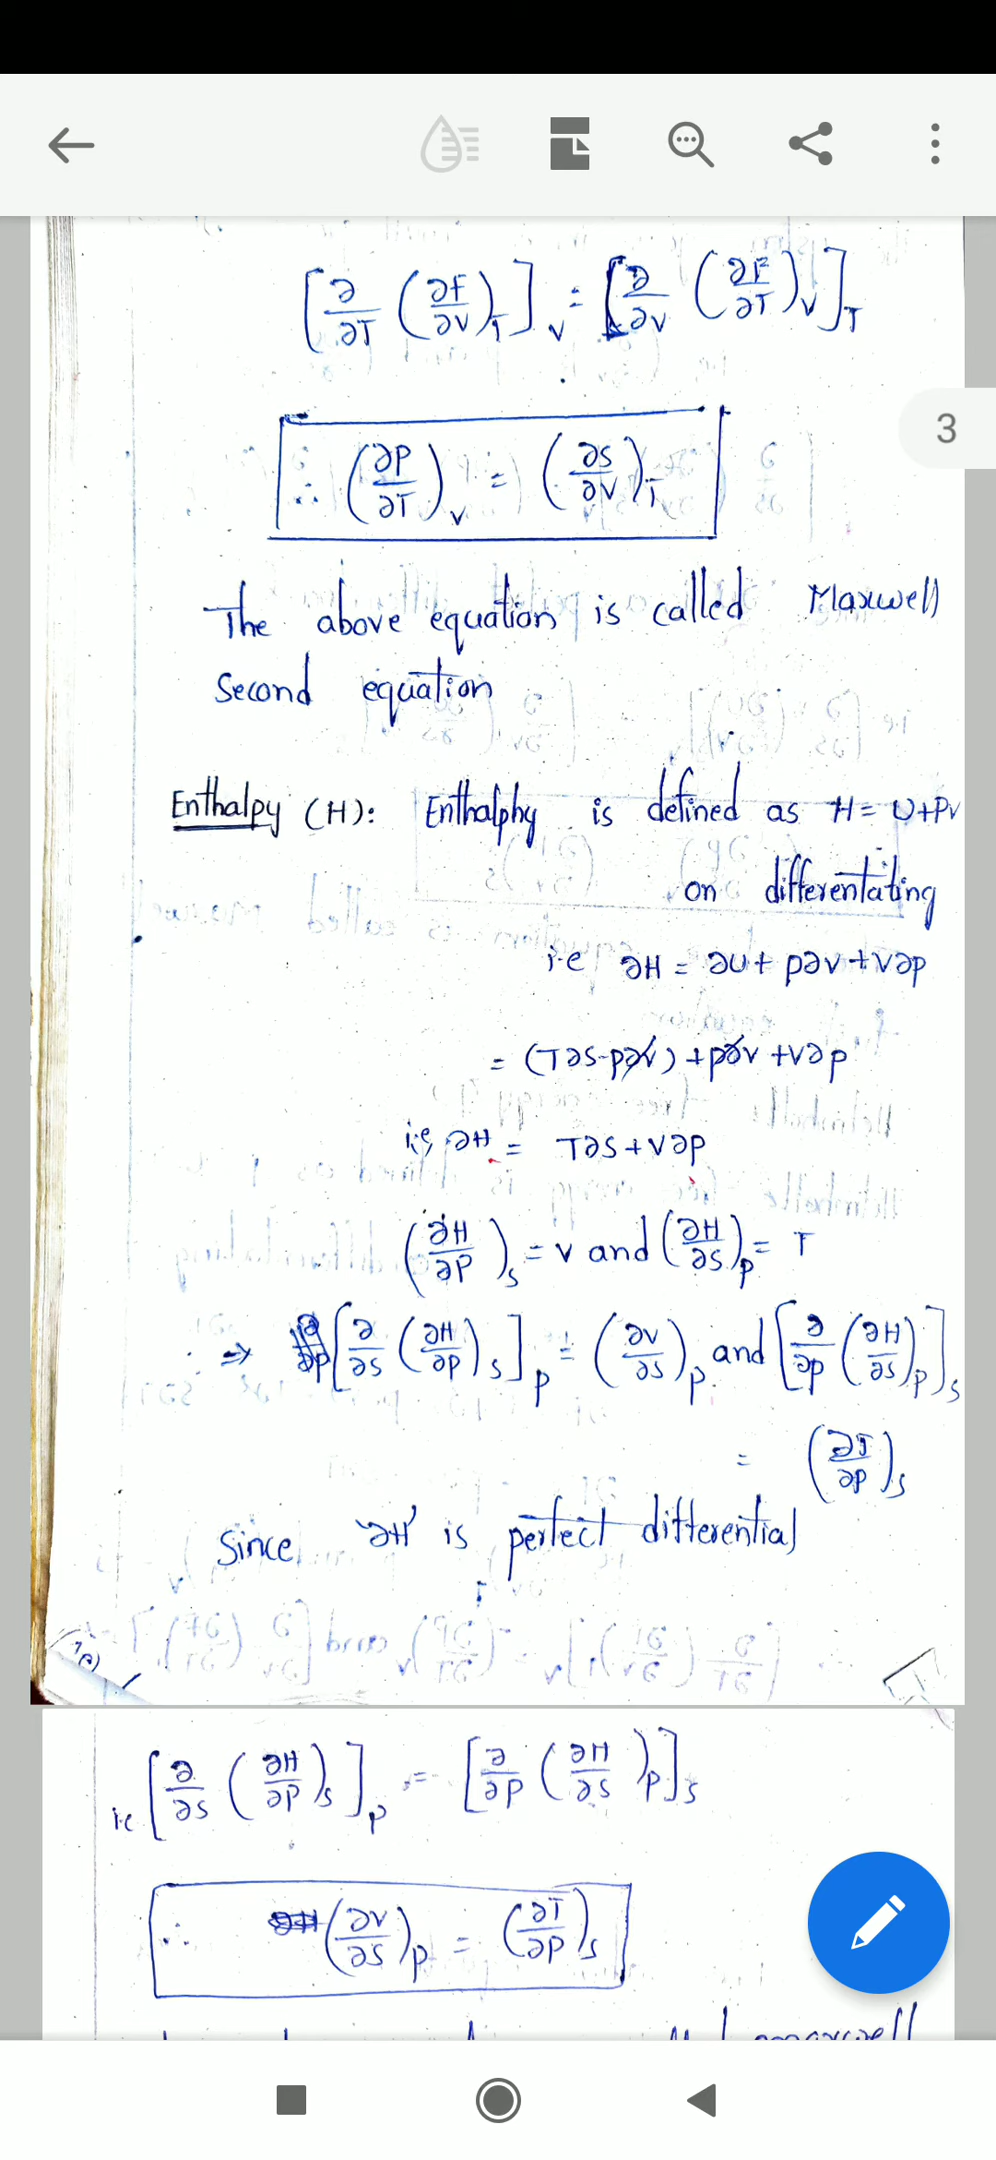 [∂/∂T (∂F/∂V)_T]_V = [∂/∂V (∂F/∂T)_V]_T
3
∴ (∂P/∂T)_V = (∂S/∂V)_T
The above equation is called Maxwell
Second equation
Enthalpy (H): Enthalphy is defined as H = U+PV
on differentating
i.e ∂H = ∂U + P∂V + V∂P
= (T∂S-P∂V) + P∂V + V∂P
i.e, ∂H = T∂S + V∂P
(∂H/∂P)_S = V and (∂H/∂S)_P = T
⇒ [∂/∂S (∂H/∂P)_S]_P = (∂V/∂S)_P and [∂/∂P (∂H/∂S)_P]_S
= (∂T/∂P)_S
Since '∂H' is perfect differential
i.e [∂/∂S (∂H/∂P)_S]_P = [∂/∂P (∂H/∂S)_P]_S
∴ (∂V/∂S)_P = (∂T/∂P)_S
maxwell